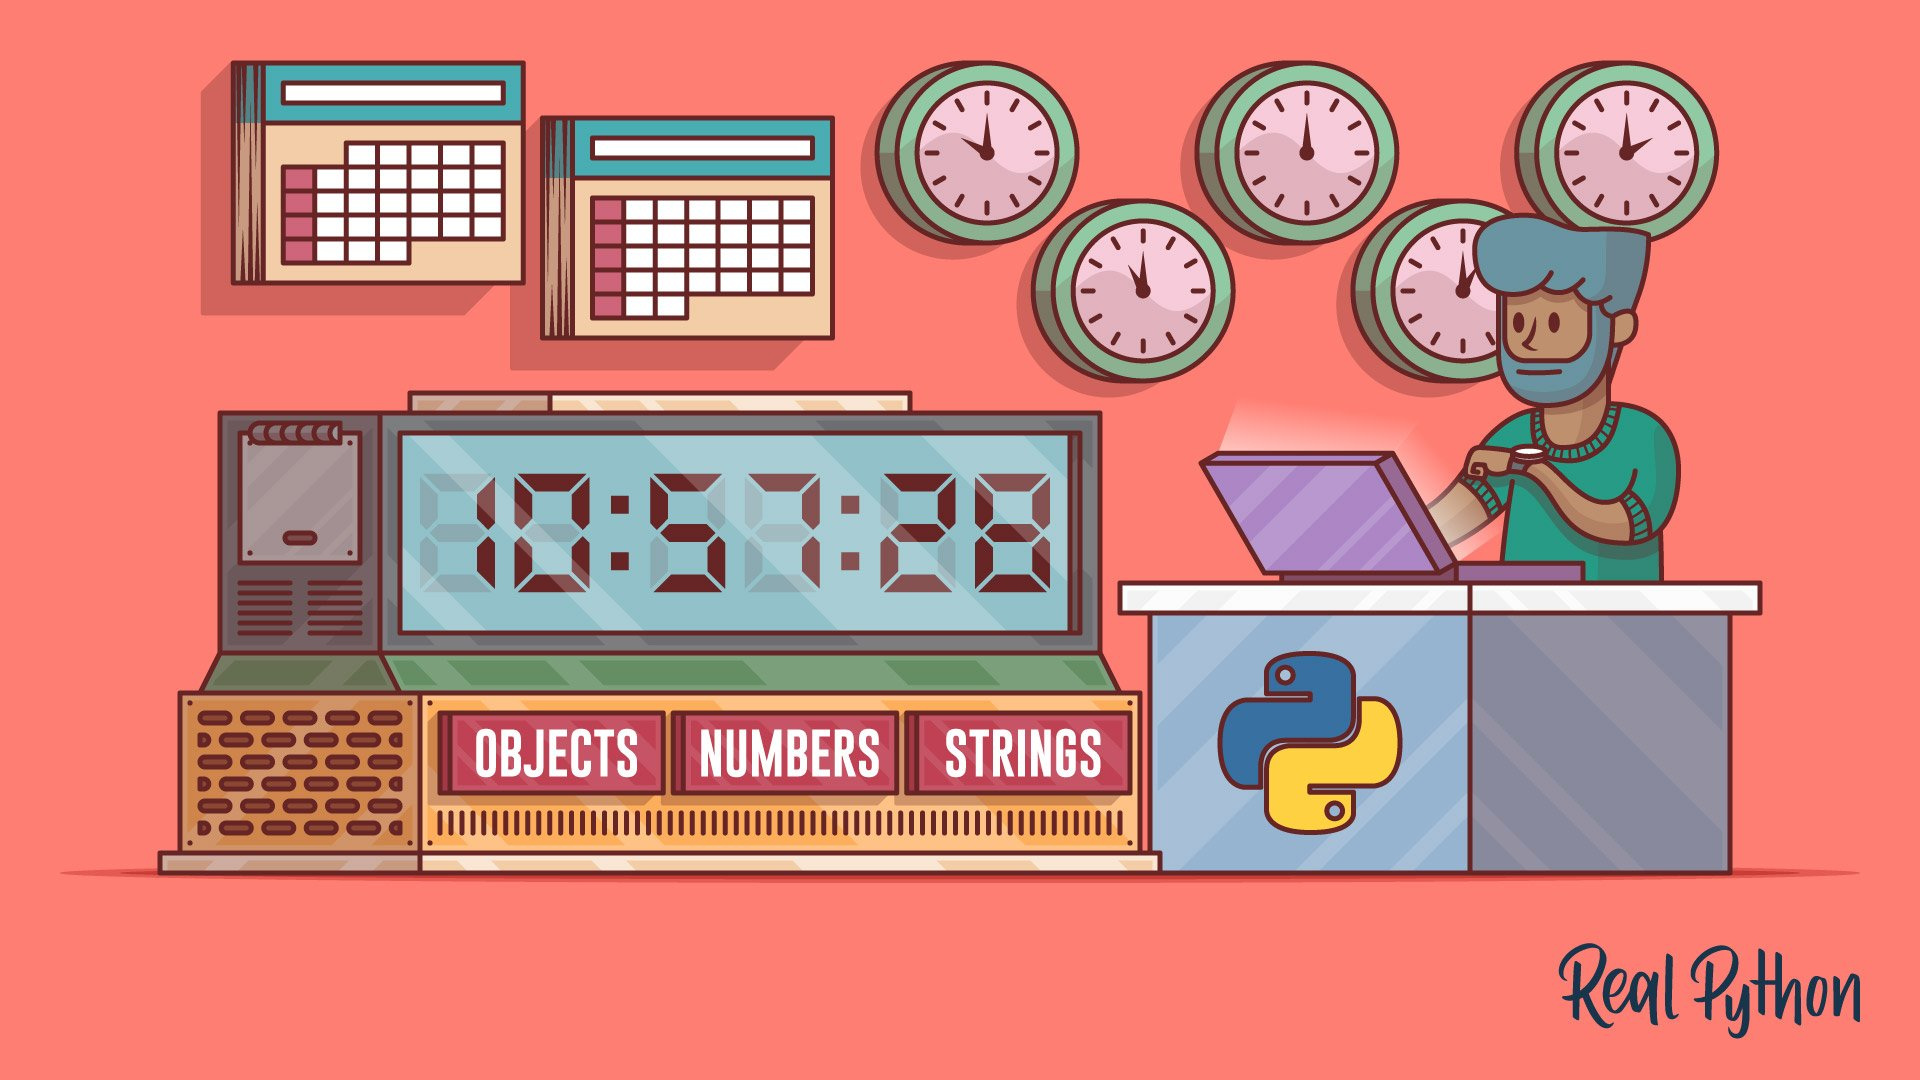 10:57:26
OBJECTS NUMBERS STRINGS
Real Python